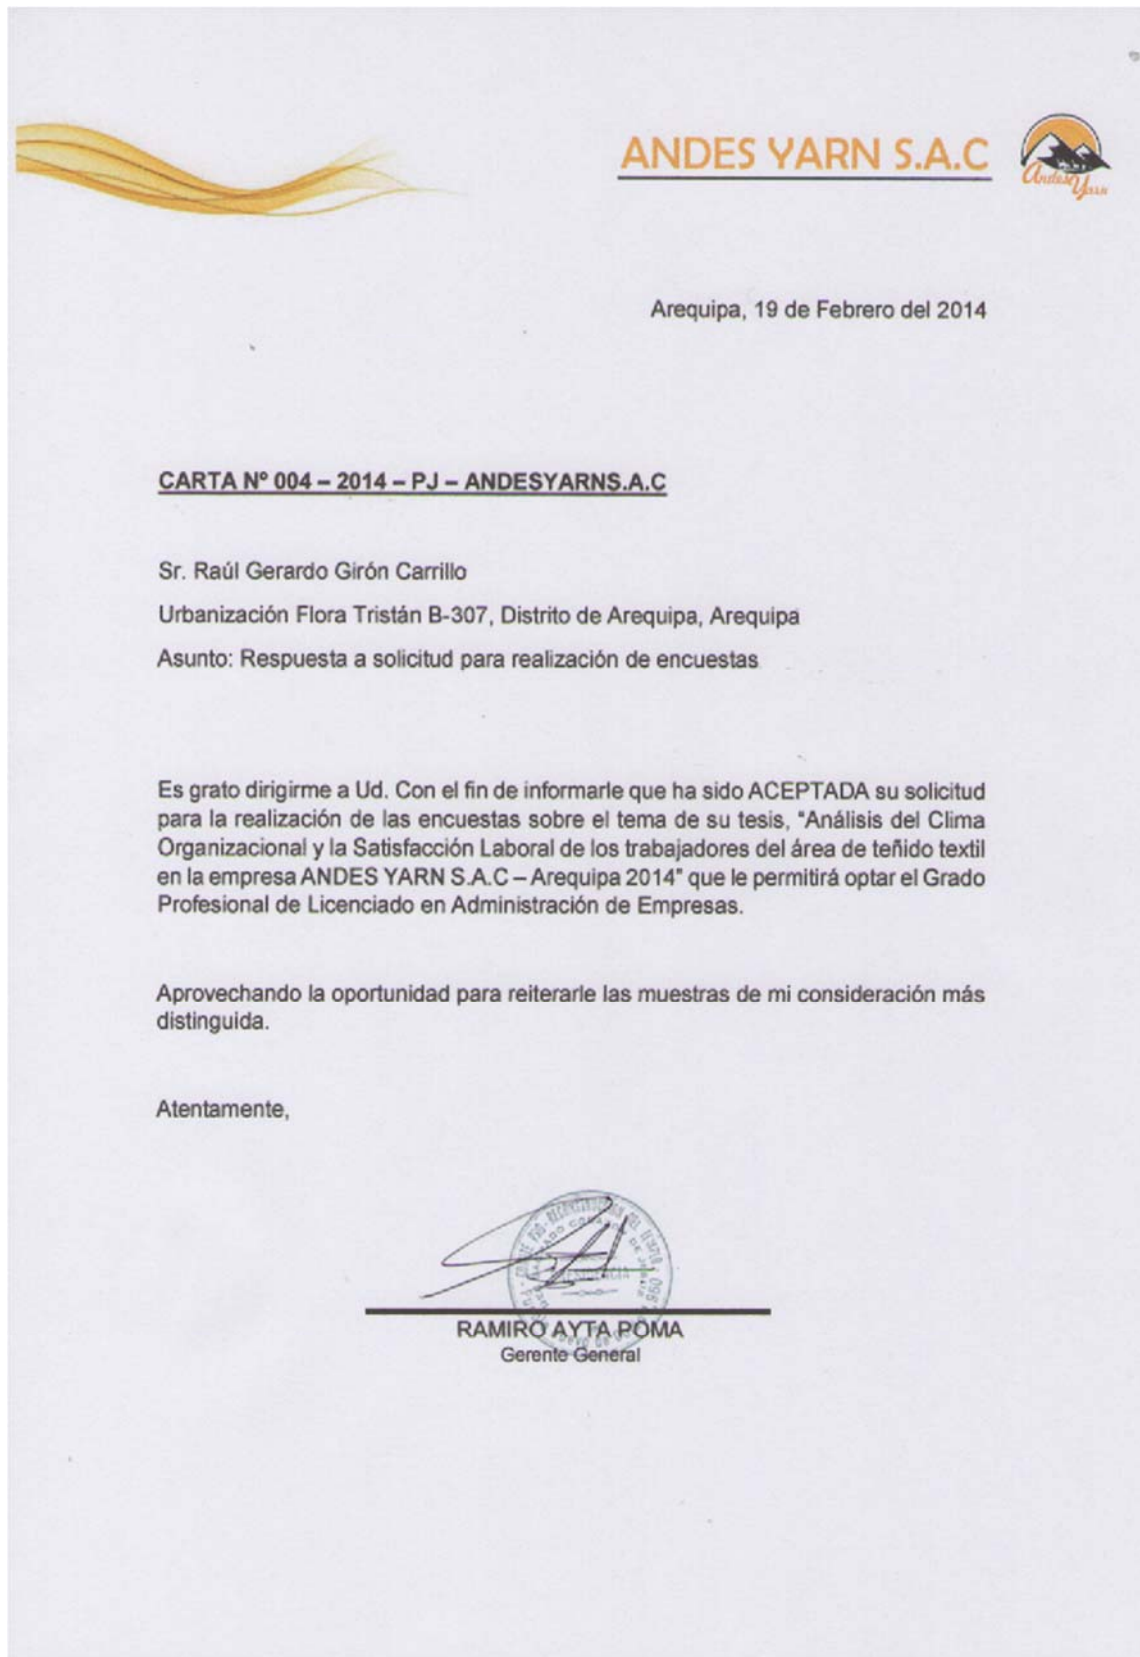 ANDES YARN S.A.C
Andes Yarn
Arequipa, 19 de Febrero del 2014
CARTA Nº 004 – 2014 – PJ – ANDESYARNS.A.C
Sr. Raúl Gerardo Girón Carrillo
Urbanización Flora Tristán B-307, Distrito de Arequipa, Arequipa
Asunto: Respuesta a solicitud para realización de encuestas
Es grato dirigirme a Ud. Con el fin de informarle que ha sido ACEPTADA su solicitud
para la realización de las encuestas sobre el tema de su tesis, "Análisis del Clima
Organizacional y la Satisfacción Laboral de los trabajadores del área de teñido textil
en la empresa ANDES YARN S.A.C – Arequipa 2014" que le permitirá optar el Grado
Profesional de Licenciado en Administración de Empresas.
Aprovechando la oportunidad para reiterarle las muestras de mi consideración más
distinguida.
Atentamente,
PRESIDENCIA
RAMIRO AYTA POMA
Gerente General